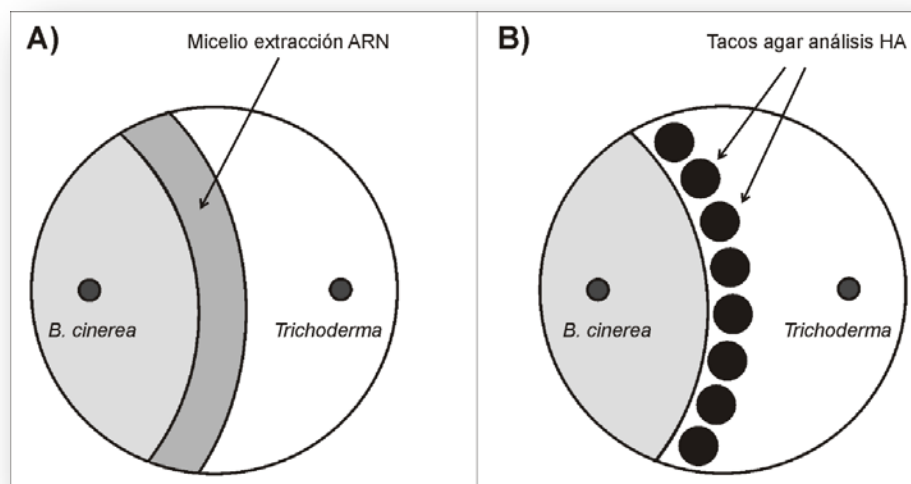 A)
Micelio extracción ARN
B. cinerea
Trichoderma
B)
Tacos agar análisis HA
B. cinerea
Trichoderma